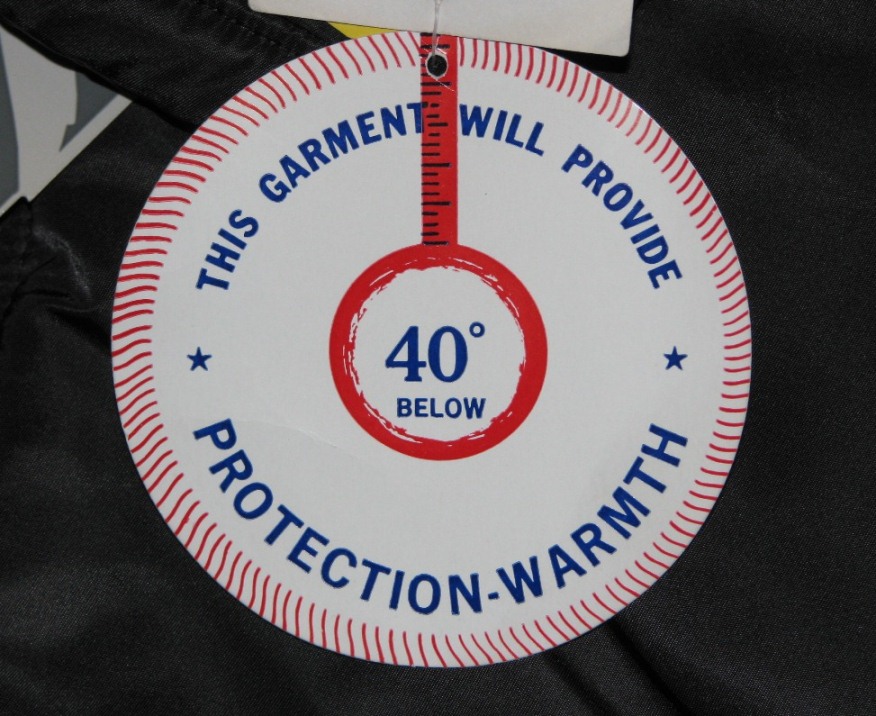 THIS GARMENT WILL PROVIDE
40°
BELOW
PROTECTION-WARMTH